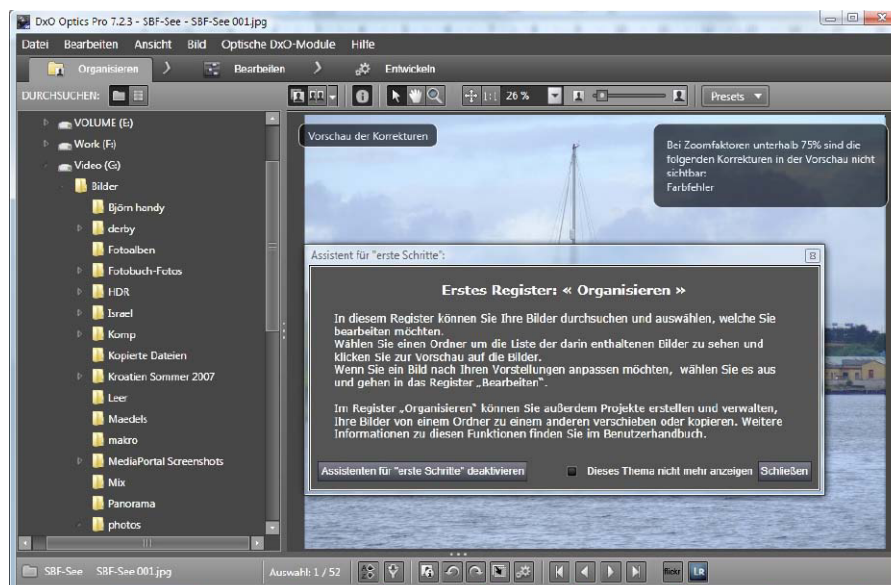 DxO Optics Pro 7.2.3 - SBF-See - SBF-See 001.jpg
Datei Bearbeiten Ansicht Bild Optische DxO-Module Hilfe
Organisieren Bearbeiten Entwickeln
DURCHSUCHEN: 1:1 26 % Presets
VOLUME (E:)
Work (F:)
Video (G:)
Bilder
Björn handy
derby
Fotoalben
Fotobuch-Fotos
HDR
Israel
Komp
Kopierte Dateien
Kroatien Sommer 2007
Leer
Maedels
makro
MediaPortal Screenshots
Mix
Panorama
photos
Vorschau der Korrekturen
Bei Zoomfaktoren unterhalb 75% sind die
folgenden Korrekturen in der Vorschau nicht
sichtbar:
Farbfehler
Assistent für "erste Schritte":
Erstes Register: « Organisieren »
In diesem Register können Sie Ihre Bilder durchsuchen und auswählen, welche Sie
bearbeiten möchten.
Wählen Sie einen Ordner um die Liste der darin enthaltenen Bilder zu sehen und
klicken Sie zur Vorschau auf die Bilder.
Wenn Sie ein Bild nach Ihren Vorstellungen anpassen möchten, wählen Sie es aus
und gehen in das Register „Bearbeiten“.
Im Register „Organisieren“ können Sie außerdem Projekte erstellen und verwalten,
Ihre Bilder von einem Ordner zu einem anderen verschieben oder kopieren. Weitere
Informationen zu diesen Funktionen finden Sie im Benutzerhandbuch.
Assistenten für "erste Schritte" deaktivieren Dieses Thema nicht mehr anzeigen Schließen
SBF-See SBF-See 001.jpg Auswahl: 1 / 52 flickr LR